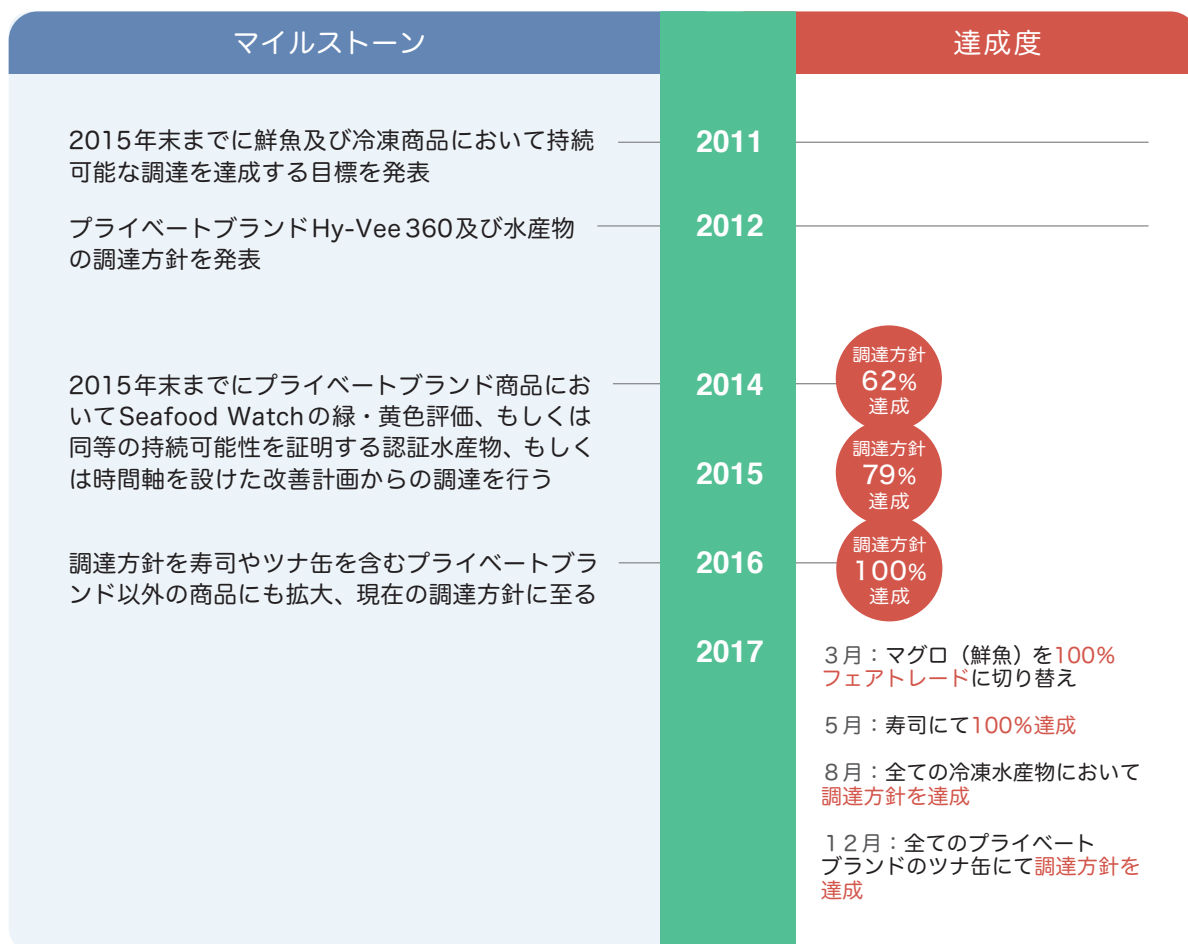 マイルストーン
達成度
2015年末までに鮮魚及び冷凍商品において持続
可能な調達を達成する目標を発表
2011
プライベートブランドHy-Vee 360及び水産物
の調達方針を発表
2012
2015年末までにプライベートブランド商品にお
いてSeafood Watchの緑・黄色評価、もしくは
同等の持続可能性を証明する認証水産物、もしく
は時間軸を設けた改善計画からの調達を行う
2014
調達方針
62%
達成
2015
調達方針
79%
達成
調達方針を寿司やツナ缶を含むプライベートブラ
ンド以外の商品にも拡大、現在の調達方針に至る
2016
調達方針
100%
達成
2017
3月：マグロ（鮮魚）を100%
フェアトレードに切り替え
5月：寿司にて100%達成
8月：全ての冷凍水産物において
調達方針を達成
12月：全てのプライベート
ブランドのツナ缶にて調達方針を
達成